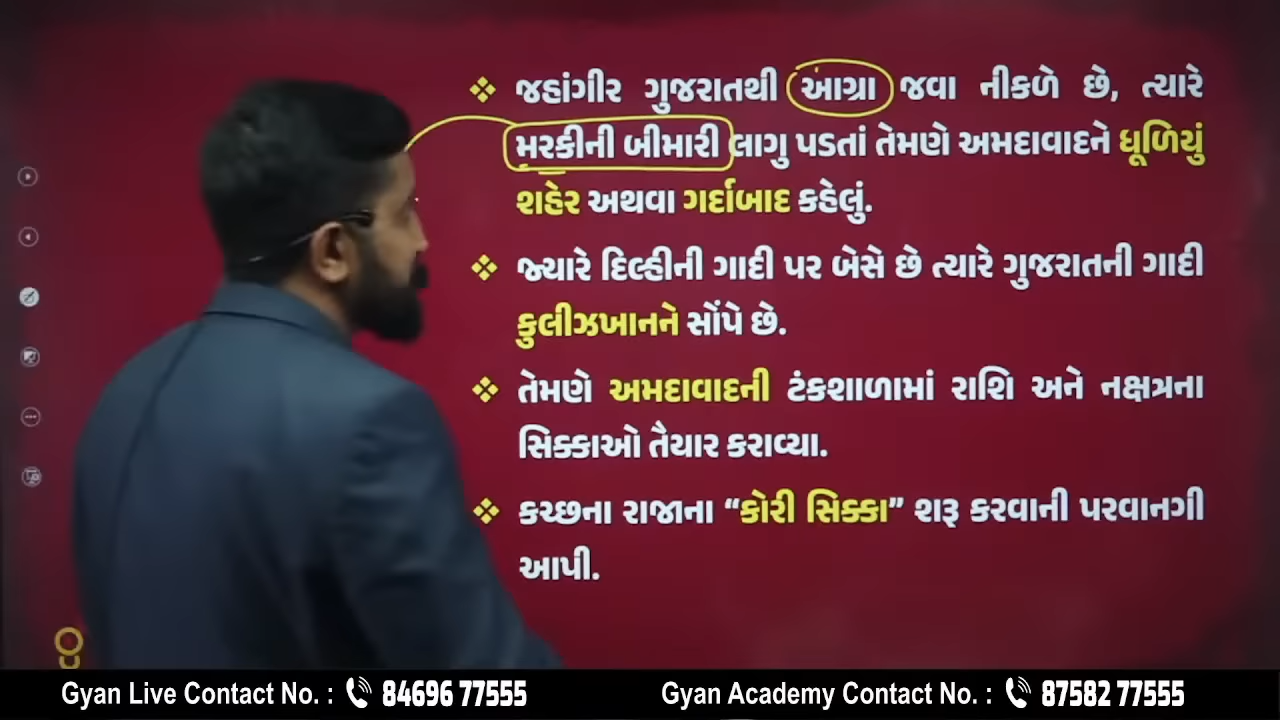 ❖ જહાંગીર ગુજરાતથી આગ્રા જવા નીકળે છે, ત્યારે
મરકીની બીમારી લાગુ પડતાં તેમણે અમદાવાદને ધૂળિયું
શહેર અથવા ગર્દાબાદ કહેલું.
❖ જ્યારે દિલ્હીની ગાદી પર બેસે છે ત્યારે ગુજરાતની ગાદી
કુલીઝખાનને સોંપે છે.
❖ તેમણે અમદાવાદની ટંકશાળામાં રાશિ અને નક્ષત્રના
સિક્કાઓ તૈયાર કરાવ્યા.
❖ કચ્છના રાજાના “કોરી સિક્કા” શરૂ કરવાની પરવાનગી
આપી.
Gyan Live Contact No. : 84696 77555
Gyan Academy Contact No. : 87582 77555